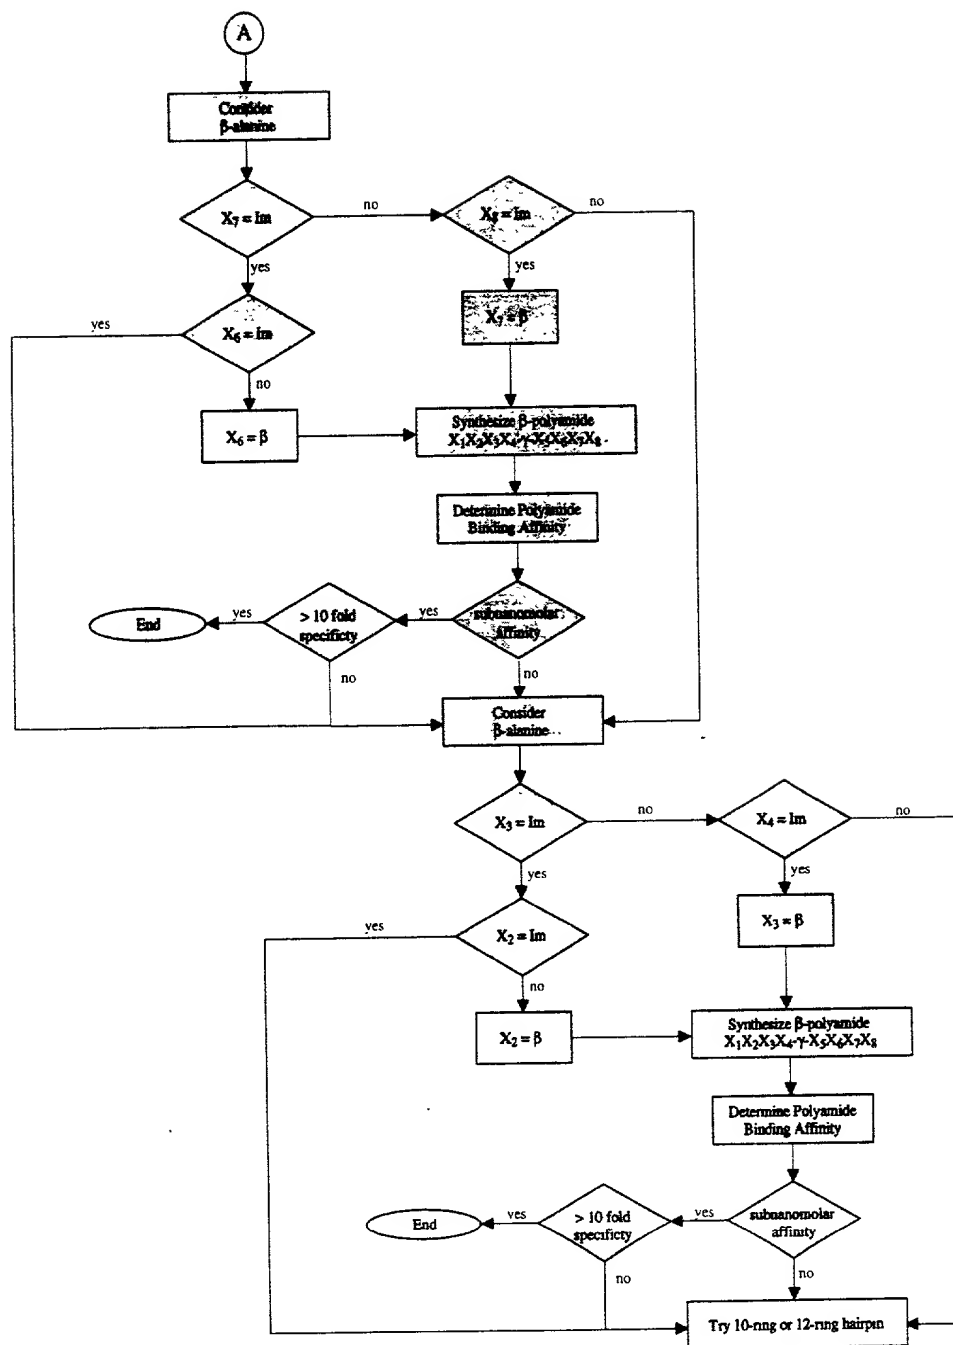 A
Consider
β-alanine
X7 = Im
no
X8 = Im
no
yes
yes
yes
X6 = Im
X7 = β
no
X6 = β
Synthesize β-polyamide
X1X2X3X4-γ-X5X6X7X8
Determine Polyamide
Binding Affinity
End
yes
> 10 fold
specificty
yes
subnanomolar
affinity
no
no
Consider
β-alanine
X3 = Im
no
X4 = Im
no
yes
yes
yes
X2 = Im
X3 = β
no
X2 = β
Synthesize β-polyamide
X1X2X3X4-γ-X5X6X7X8
Determine Polyamide
Binding Affinity
End
yes
> 10 fold
specificty
yes
subnanomolar
affinity
no
no
Try 10-ring or 12-ring hairpin